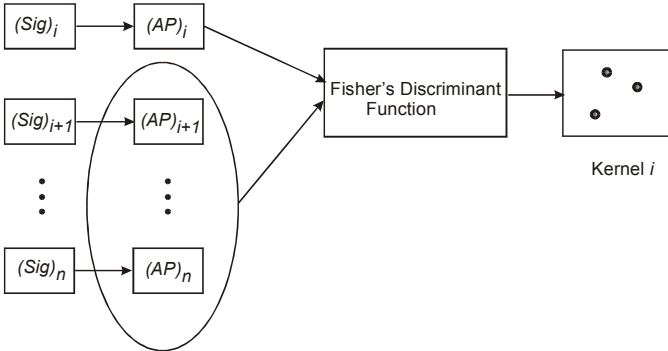 (Sig)i
(AP)i
(Sig)i+1
(AP)i+1
(Sig)n
(AP)n
Fisher's Discriminant
Function
Kernel i